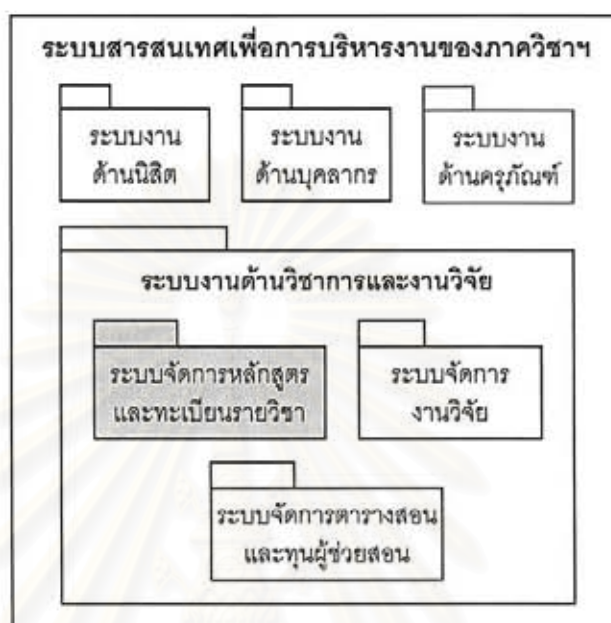 ระบบสารสนเทศเพื่อการบริหารงานของภาควิชาฯ
ระบบงาน
ด้านนิสิต
ระบบงาน
ด้านบุคลากร
ระบบงาน
ด้านครุภัณฑ์
ระบบงานด้านวิชาการและงานวิจัย
ระบบจัดการหลักสูตร
และทะเบียนรายวิชา
ระบบจัดการ
งานวิจัย
ระบบจัดการตารางสอน
และทุนผู้ช่วยสอน